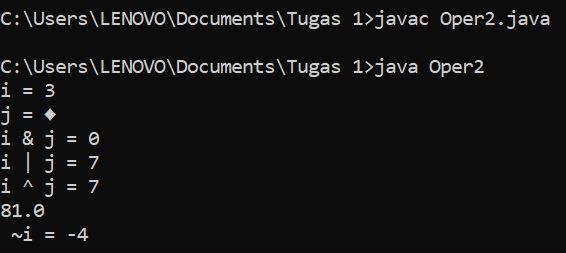 C:\Users\LENOVO\Documents\Tugas 1>javac Oper2.java
C:\Users\LENOVO\Documents\Tugas 1>java Oper2
i = 3
j = ♦
i & j = 0
i | j = 7
i ^ j = 7
81.0
 ~i = -4